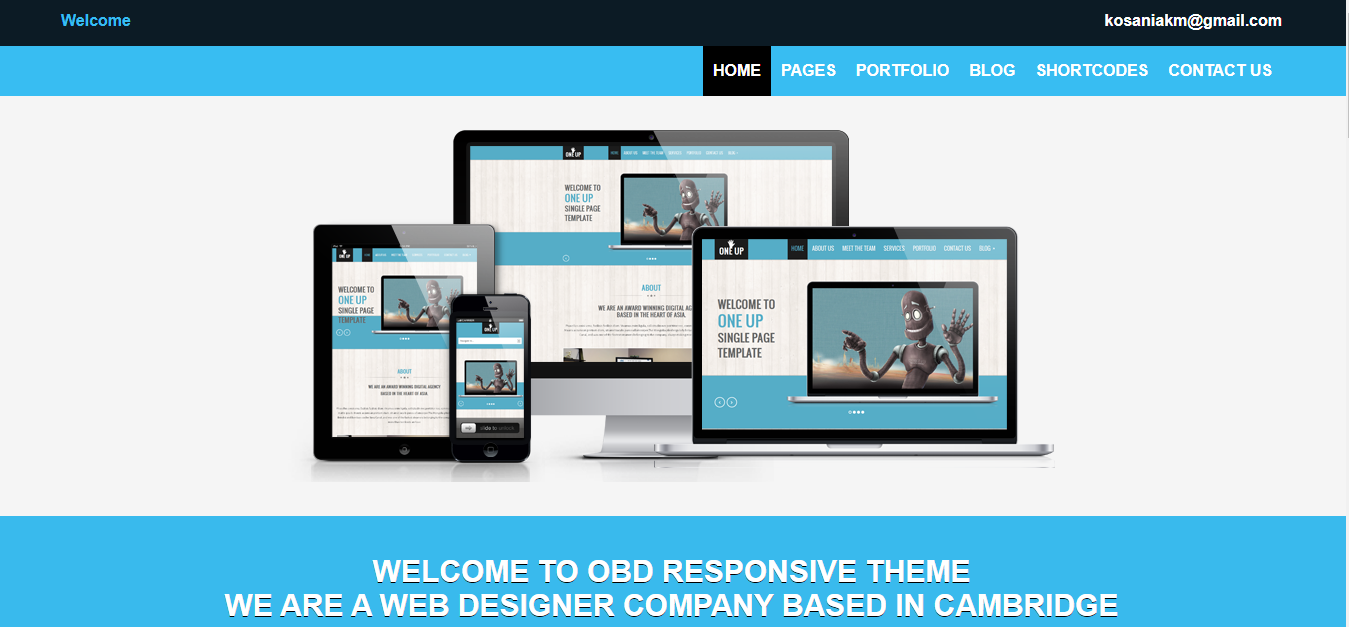 Welcome
kosaniakm@gmail.com
HOME PAGES PORTFOLIO BLOG SHORTCODES CONTACT US
ONE UP
HOME ABOUT US MEET THE TEAM SERVICES PORTFOLIO CONTACT US BLOG
WELCOME TO
ONE UP
SINGLE PAGE
TEMPLATE
ABOUT
WE ARE AN AWARD WINNING DIGITAL AG
BASED IN THE HEART OF ASIA.
ONE UP
WELCOME TO
ONE UP
SINGLE PAGE
TEMPLATE
ABOUT
WE ARE AN AWARD WINNING DIGITAL AGENCY
BASED IN THE HEART OF ASIA.
ONE UP
slide to unlock
ONE UP
HOME ABOUT US MEET THE TEAM SERVICES PORTFOLIO CONTACT US BLOG
WELCOME TO
ONE UP
SINGLE PAGE
TEMPLATE
WELCOME TO OBD RESPONSIVE THEME
WE ARE A WEB DESIGNER COMPANY BASED IN CAMBRIDGE